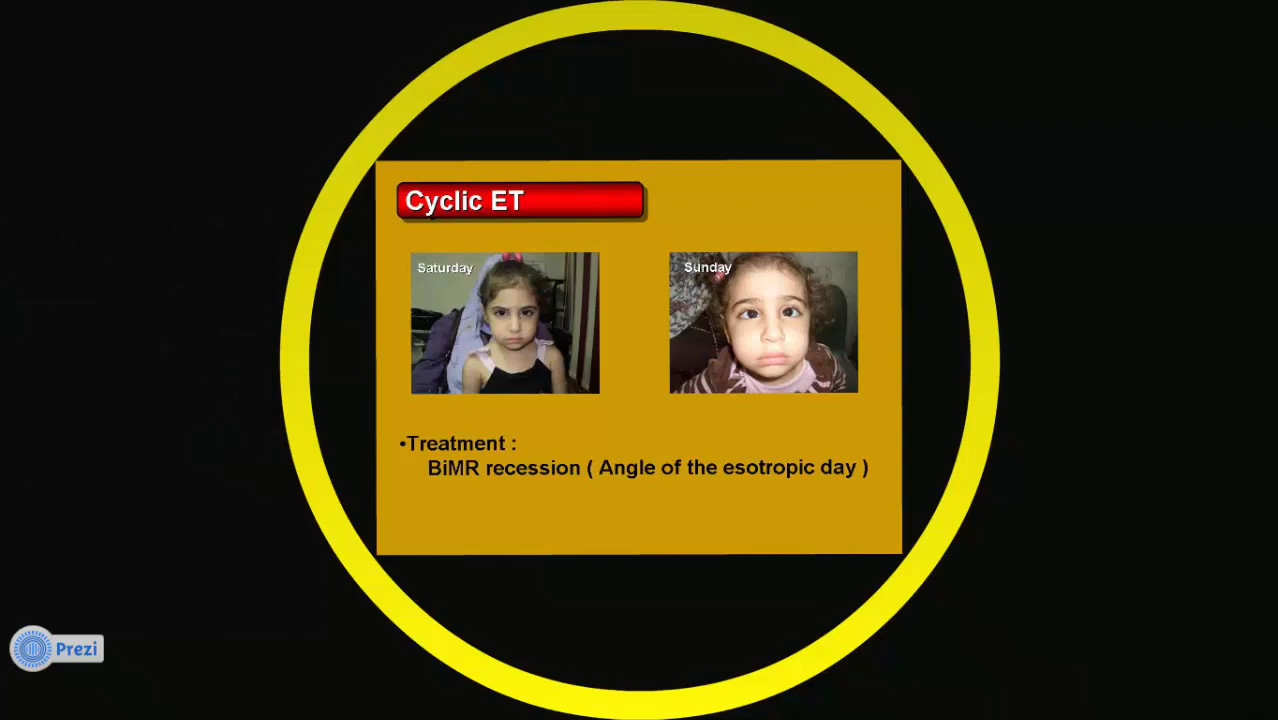 Cyclic ET
Saturday
Sunday
•Treatment :
BiMR recession ( Angle of the esotropic day )
Prezi